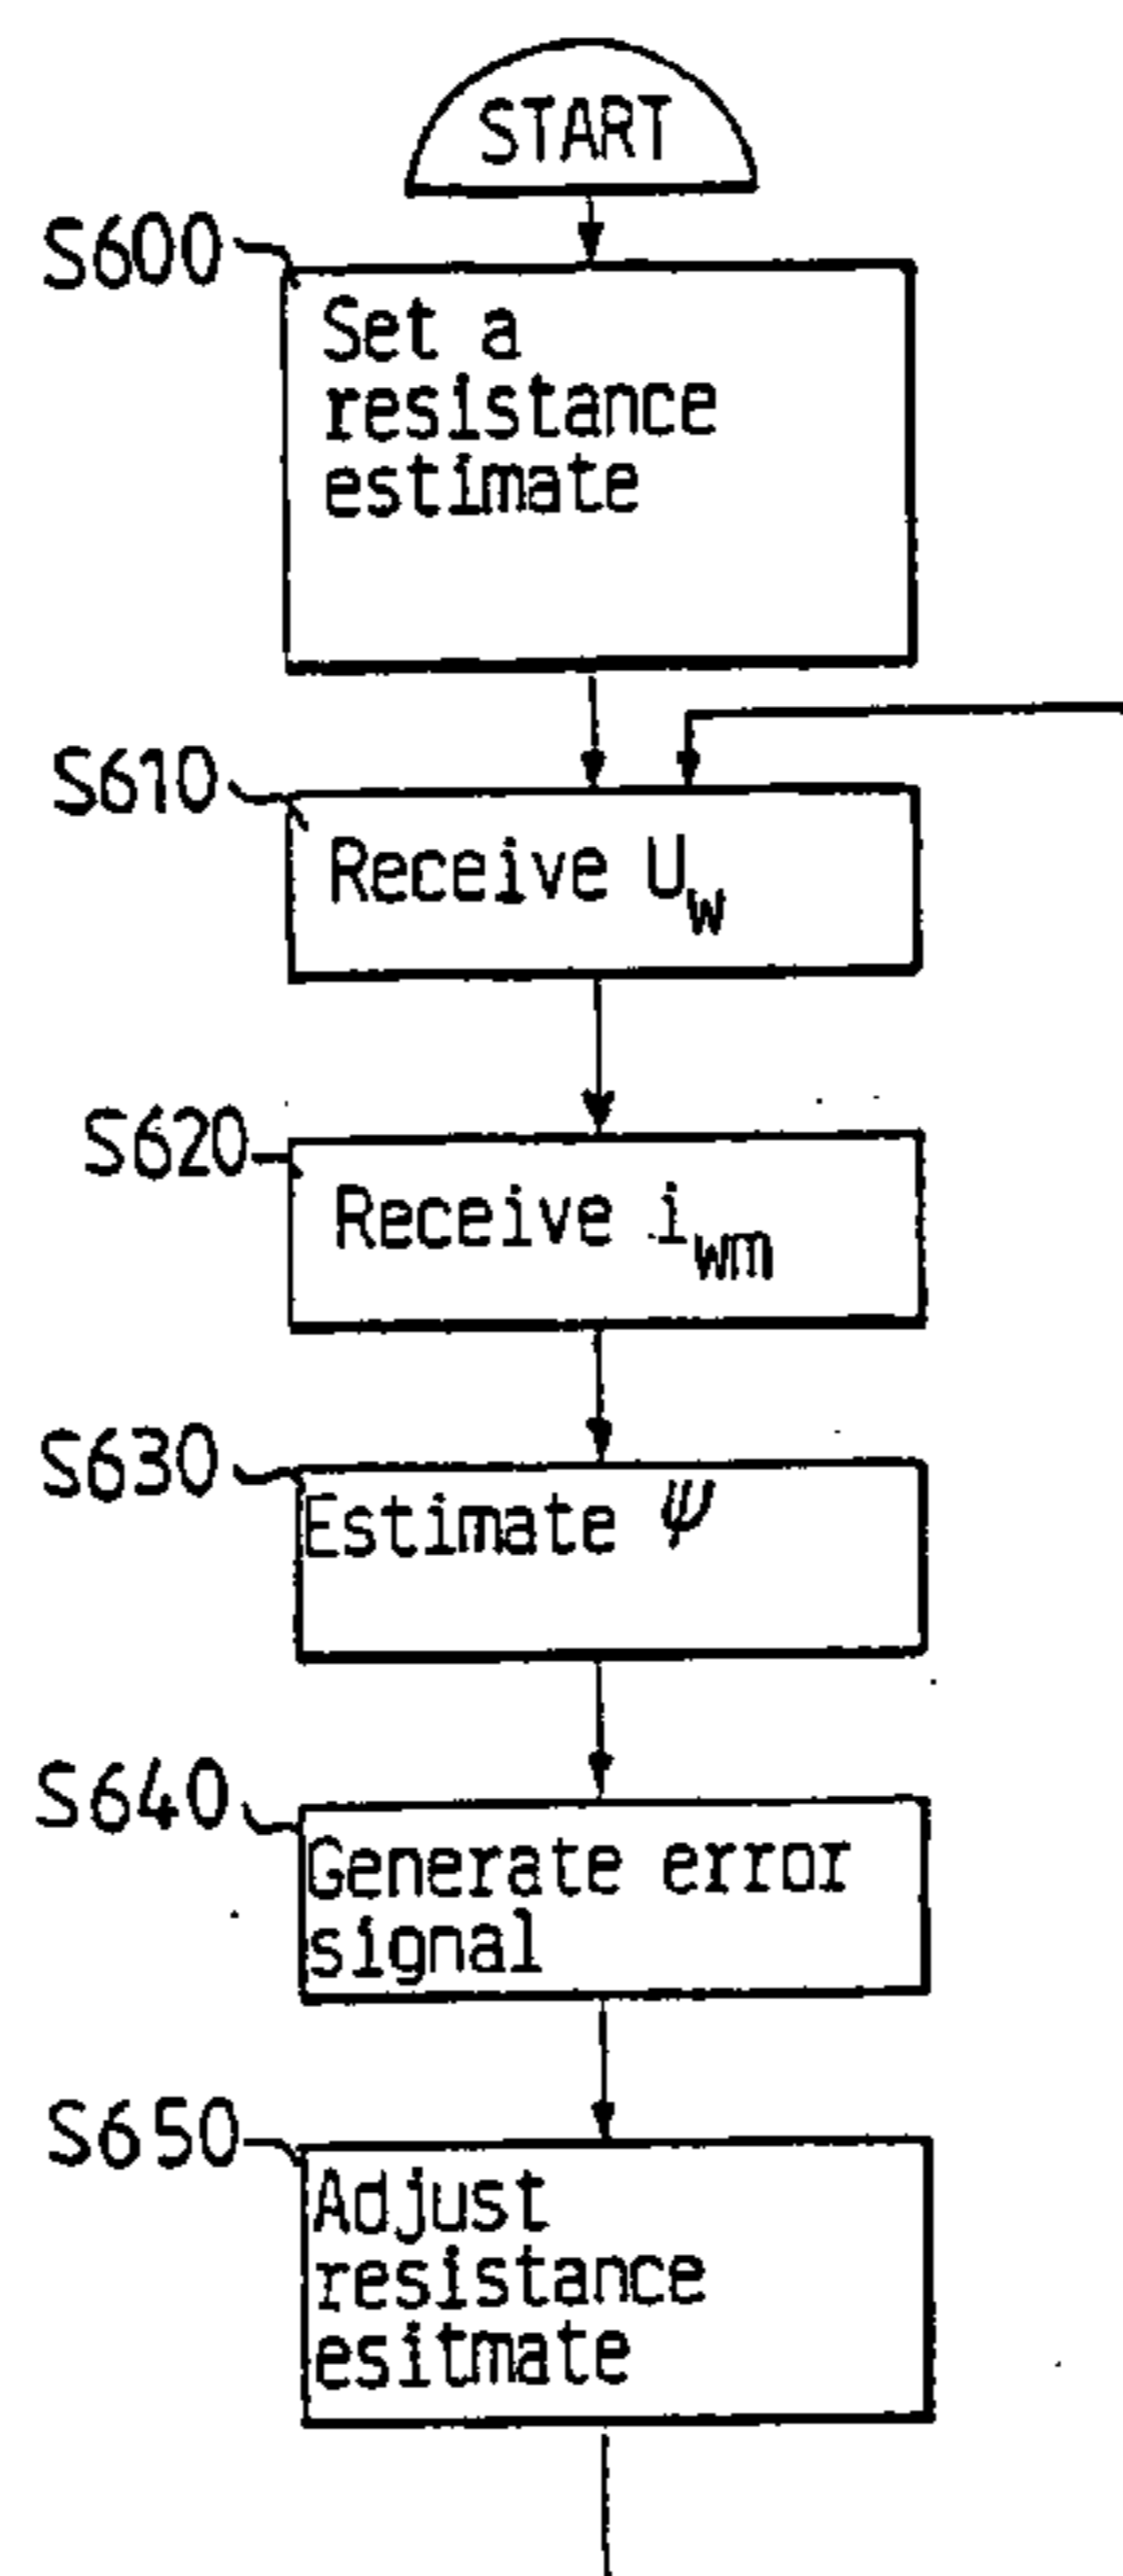 START
S600
Set a
resistance
estimate
S610
Receive U_w
S620
Receive i_wm
S630
Estimate ψ
S640
Generate error
signal
S650
Adjust
resistance
esitmate